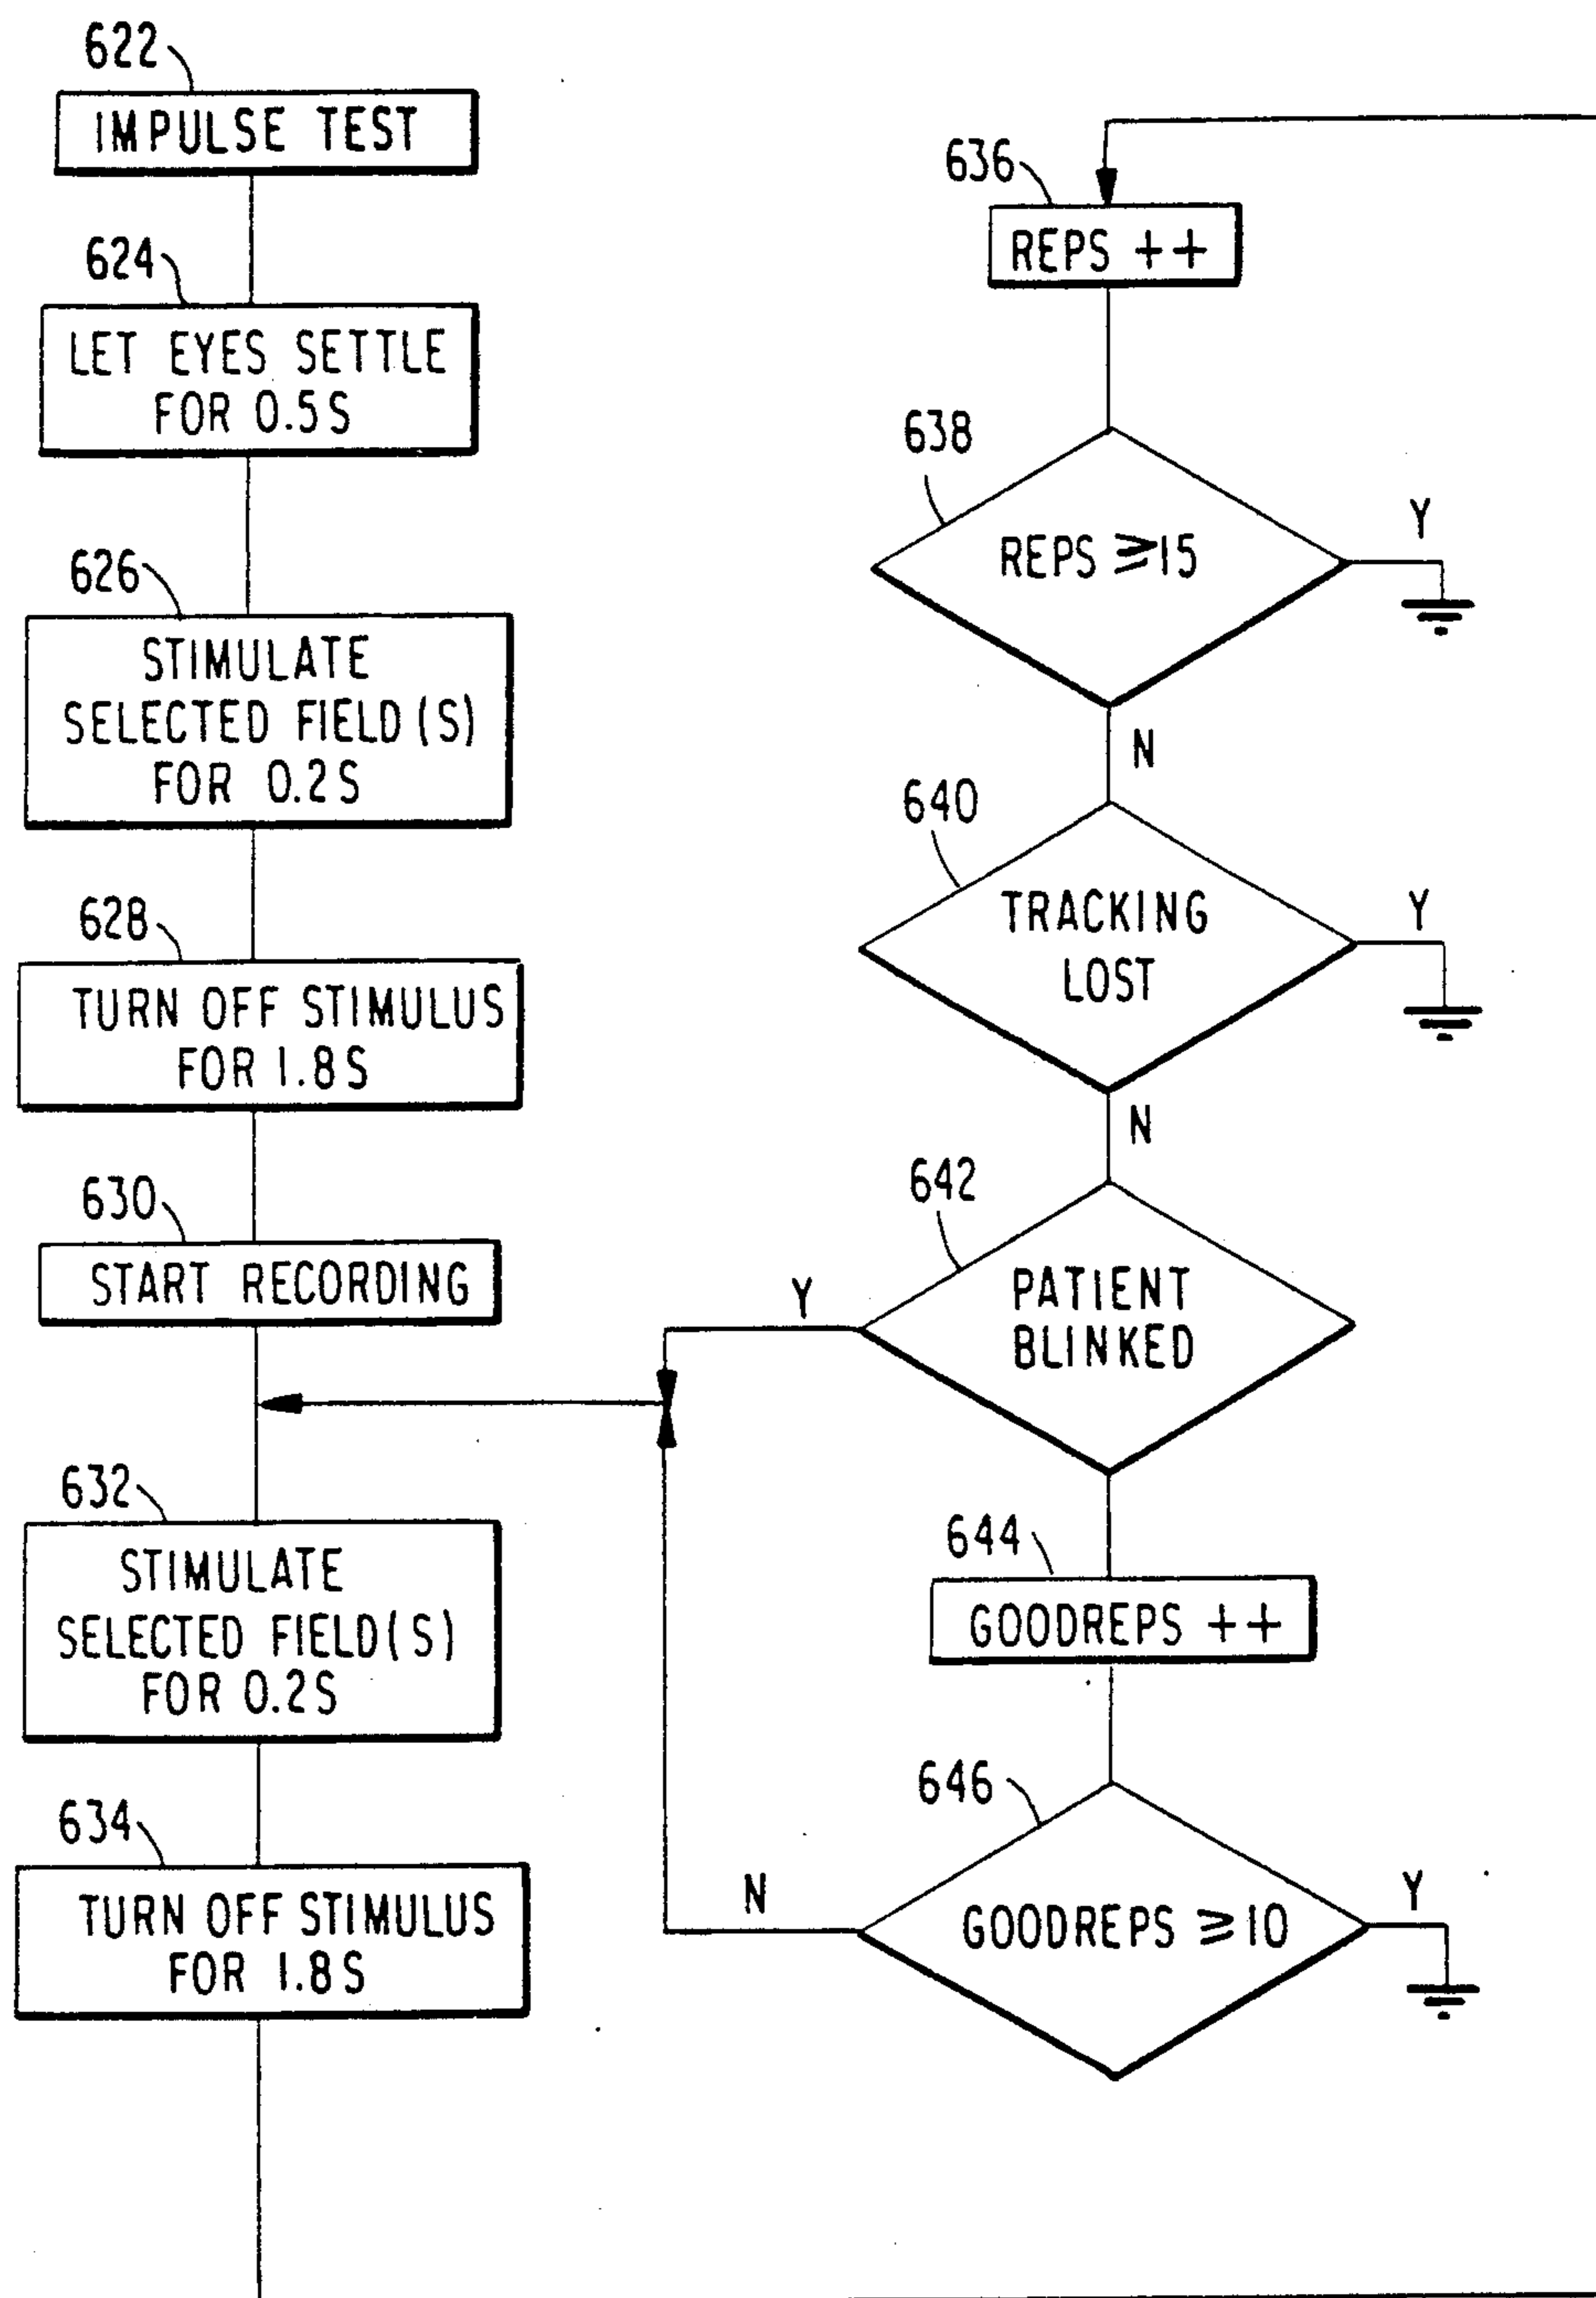 622
IMPULSE TEST
624
LET EYES SETTLE
FOR 0.5S
626
STIMULATE
SELECTED FIELD(S)
FOR 0.2S
628
TURN OFF STIMULUS
FOR 1.8S
630
START RECORDING
632
STIMULATE
SELECTED FIELD(S)
FOR 0.2S
634
TURN OFF STIMULUS
FOR 1.8S
636
REPS ++
638
REPS ≥15
Y
N
640
TRACKING
LOST
Y
N
642
PATIENT
BLINKED
Y
644
GOODREPS ++
646
GOODREPS ≥10
N
Y